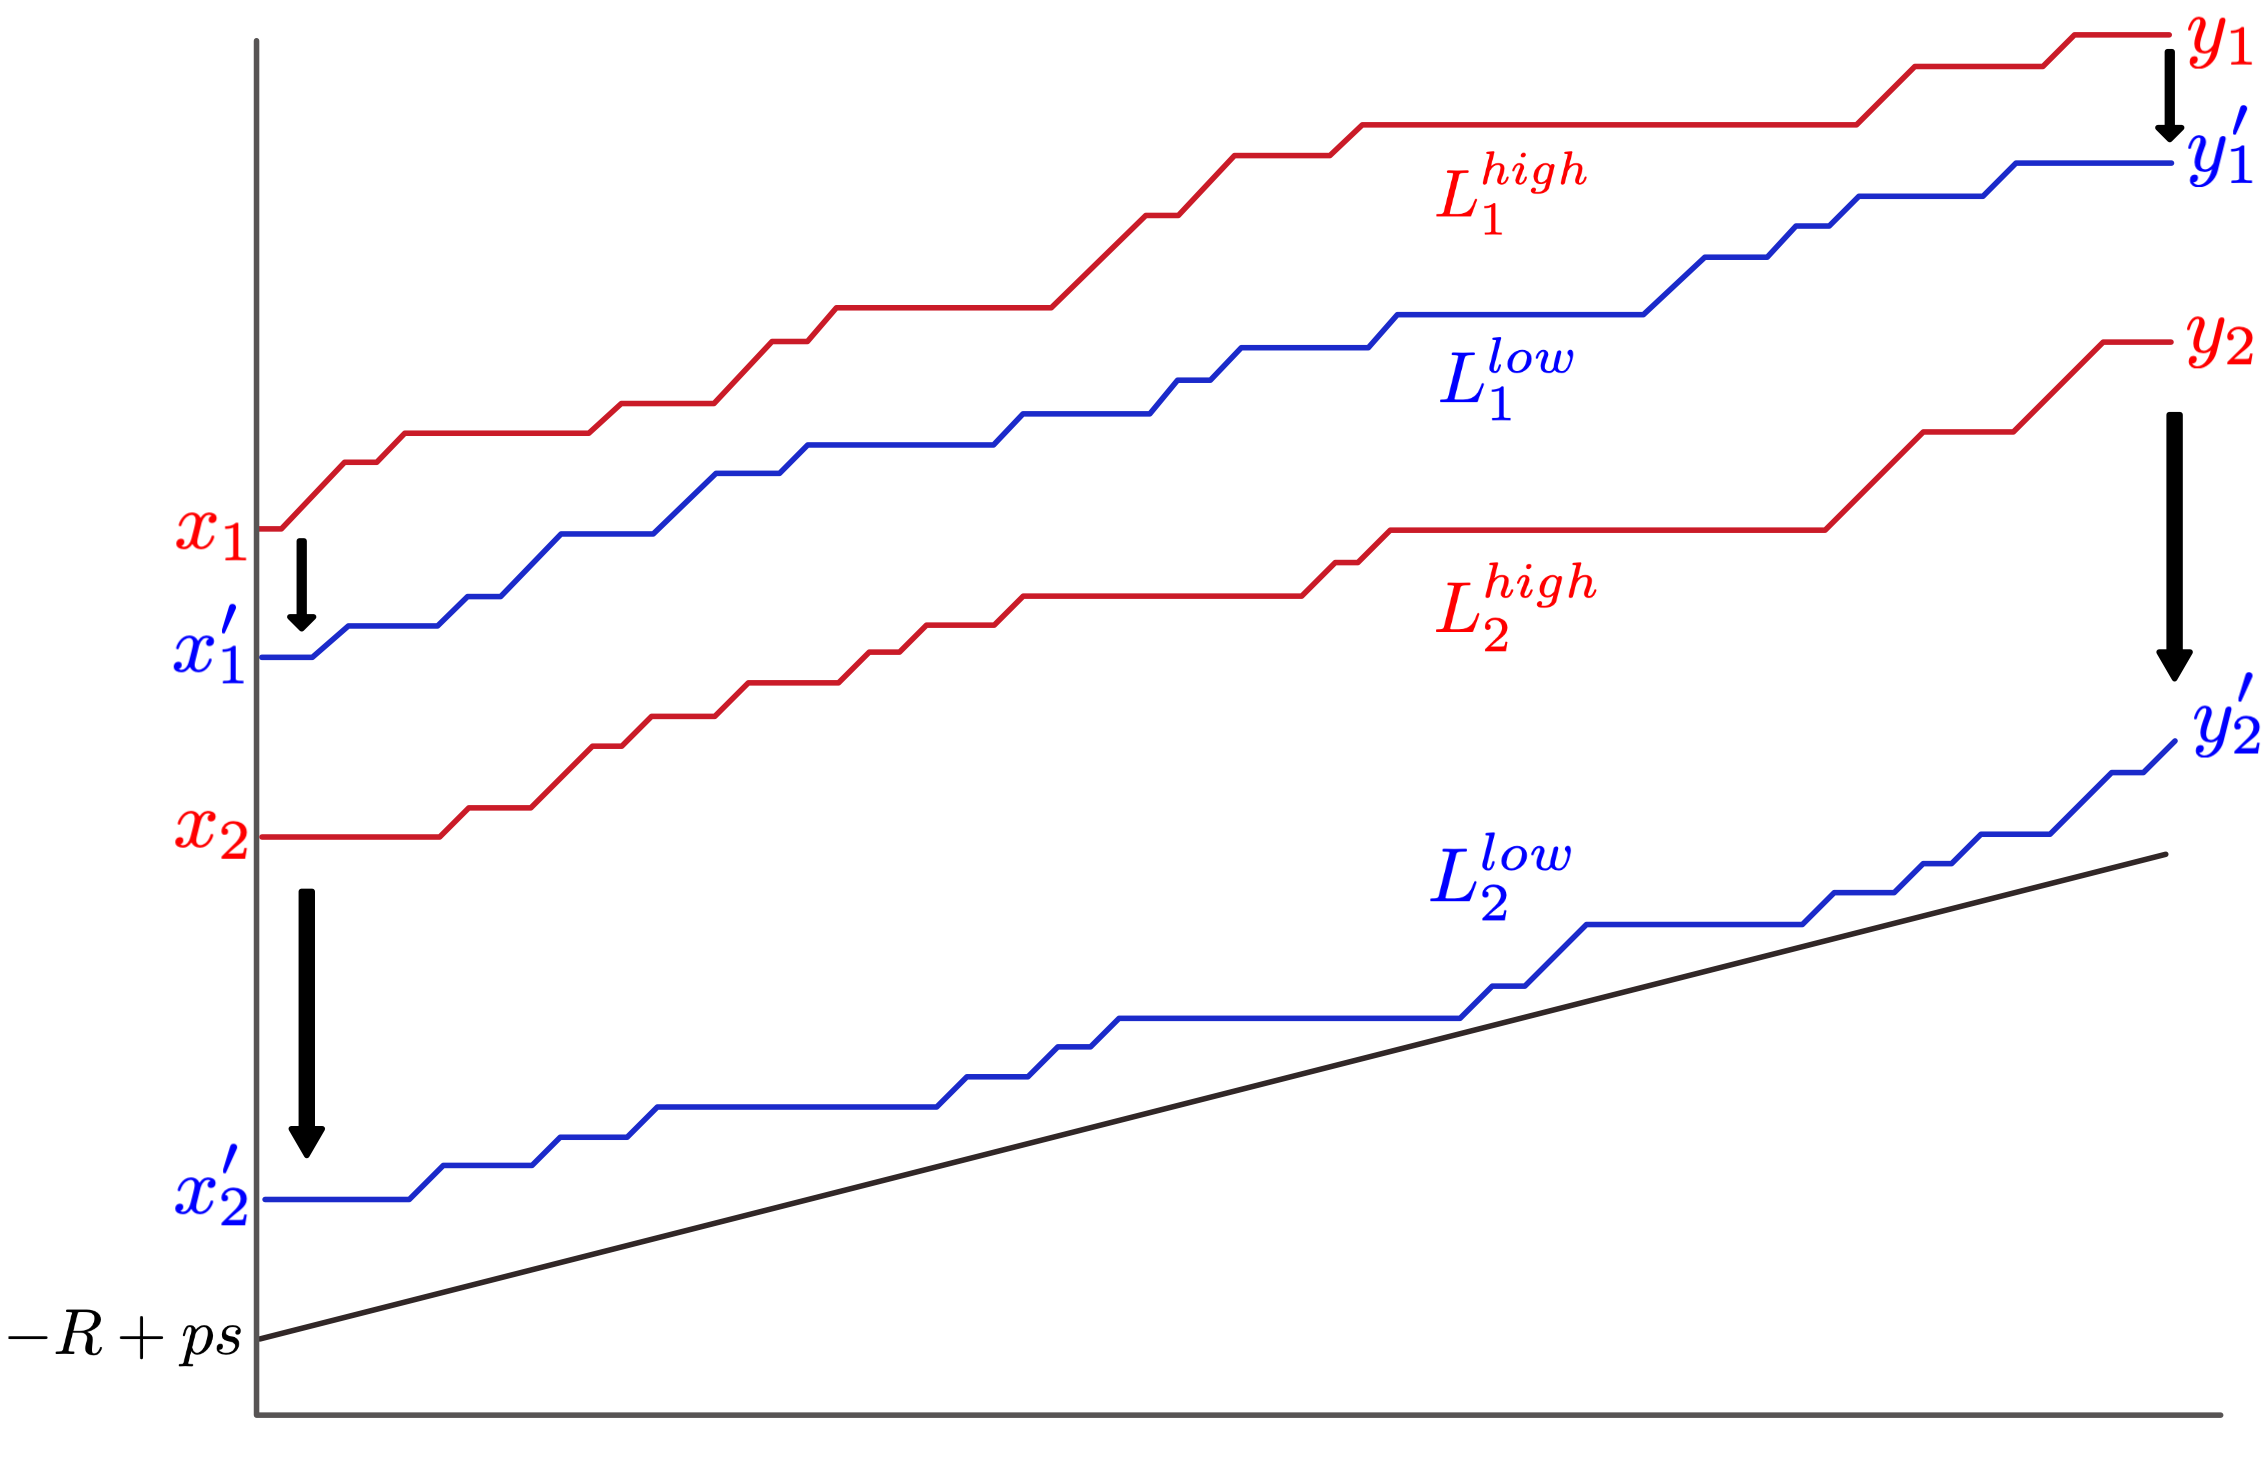 y₁
y₁′
L₁^{high}
y₂
L₁^{low}
x₁
L₂^{high}
x₁′
y₂′
x₂
L₂^{low}
x₂′
−R + ps